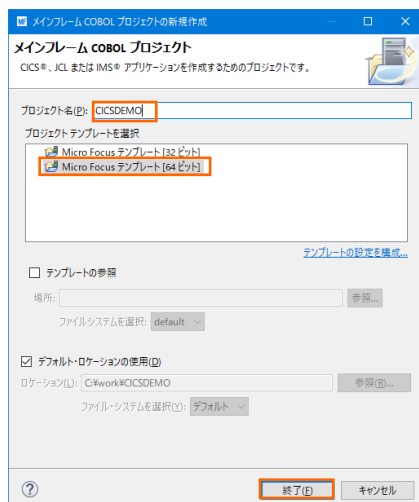 MF メインフレーム COBOL プロジェクトの新規作成
メインフレーム COBOL プロジェクト
CICS®、JCL または IMS® アプリケーションを作成するためのプロジェクトです。
プロジェクト名(P): CICSDEMO
プロジェクト テンプレートを選択
Micro Focus テンプレート [32 ビット]
Micro Focus テンプレート [64 ビット]
テンプレートの設定を構成...
テンプレートの参照
場所: 参照...
ファイルシステムを選択: default
デフォルト・ロケーションの使用(D)
ロケーション(L): C:¥work¥CICSDEMO 参照(R)...
ファイル・システムを選択(Y): デフォルト
? 終了(F) キャンセル